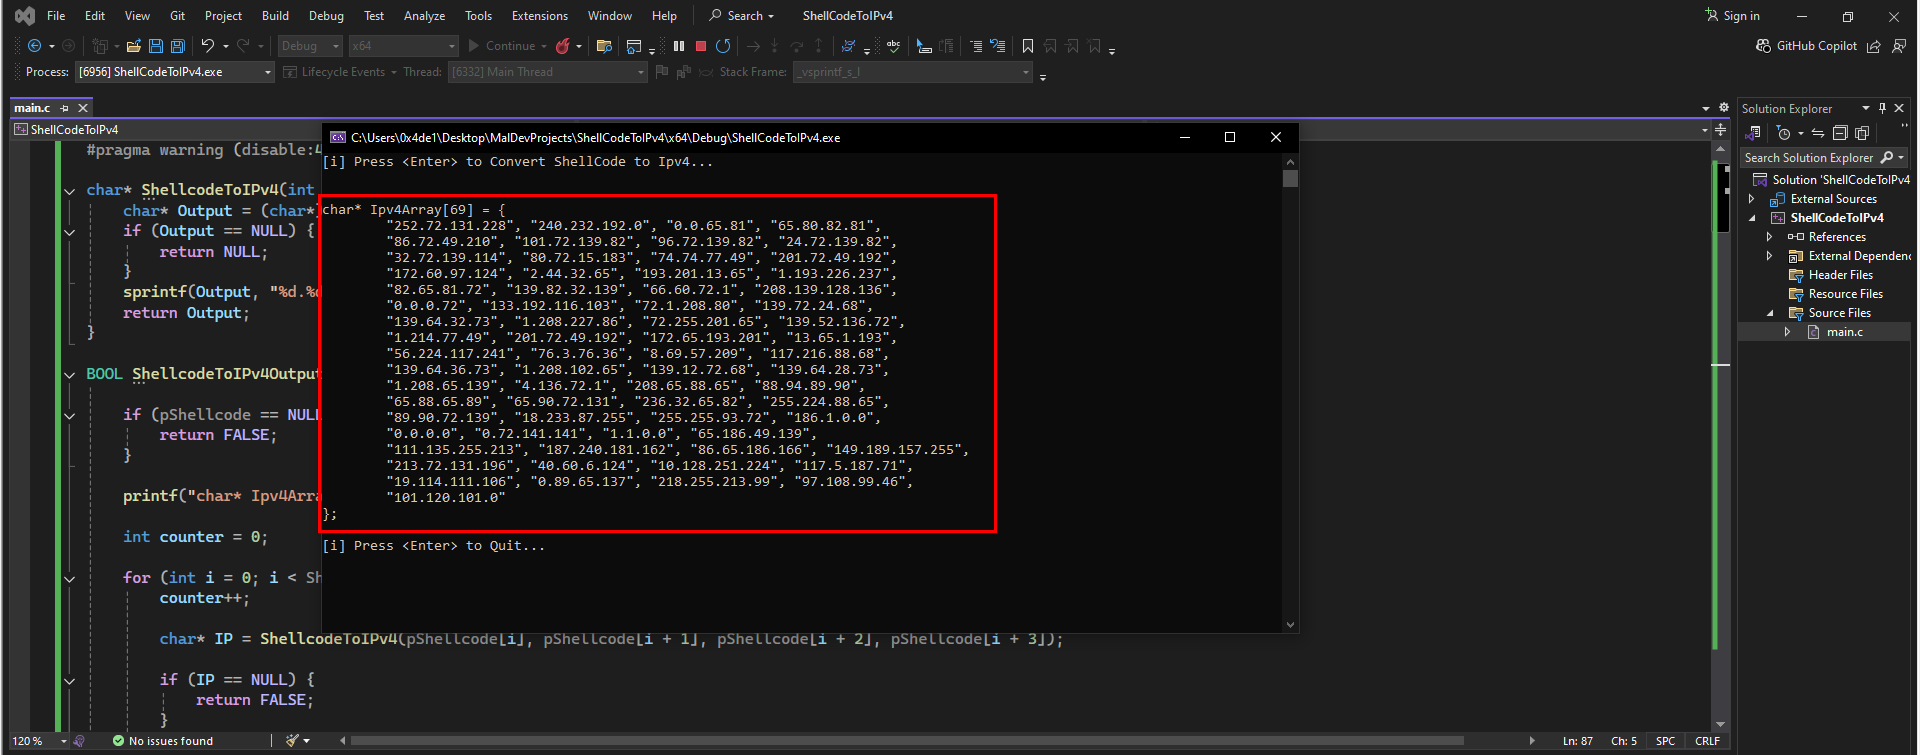 File Edit View Git Project Build Debug Test Analyze Tools Extensions Window Help Search ShellCodeToIPv4 Sign in
Debug x64 Continue GitHub Copilot
Process: [6956] ShellCodeToIPv4.exe Lifecycle Events Thread: [6332] Main Thread Stack Frame: _vsprintf_s_l
main.c
ShellCodeToIPv4
#pragma warning (disable:4
char* ShellcodeToIPv4(int
char* Output = (char*
if (Output == NULL) {
return NULL;
}
sprintf(Output, "%d.%d
return Output;
}
BOOL ShellcodeToIPv4Output
if (pShellcode == NULL
return FALSE;
}
printf("char* Ipv4Arra
int counter = 0;
for (int i = 0; i < Sh
counter++;
char* IP = ShellcodeToIPv4(pShellcode[i], pShellcode[i + 1], pShellcode[i + 2], pShellcode[i + 3]);
if (IP == NULL) {
return FALSE;
}
C:\Users\0x4de1\Desktop\MalDevProjects\ShellCodeToIPv4\x64\Debug\ShellCodeToIPv4.exe
[i] Press <Enter> to Convert ShellCode to Ipv4...
char* Ipv4Array[69] = {
"252.72.131.228", "240.232.192.0", "0.0.65.81", "65.80.82.81",
"86.72.49.210", "101.72.139.82", "96.72.139.82", "24.72.139.82",
"32.72.139.114", "80.72.15.183", "74.74.77.49", "201.72.49.192",
"172.60.97.124", "2.44.32.65", "193.201.13.65", "1.193.226.237",
"82.65.81.72", "139.82.32.139", "66.60.72.1", "208.139.128.136",
"0.0.0.72", "133.192.116.103", "72.1.208.80", "139.72.24.68",
"139.64.32.73", "1.208.227.86", "72.255.201.65", "139.52.136.72",
"1.214.77.49", "201.72.49.192", "172.65.193.201", "13.65.1.193",
"56.224.117.241", "76.3.76.36", "8.69.57.209", "117.216.88.68",
"139.64.36.73", "1.208.102.65", "139.12.72.68", "139.64.28.73",
"1.208.65.139", "4.136.72.1", "208.65.88.65", "88.94.89.90",
"65.88.65.89", "65.90.72.131", "236.32.65.82", "255.224.88.65",
"89.90.72.139", "18.233.87.255", "255.255.93.72", "186.1.0.0",
"0.0.0.0", "0.72.141.141", "1.1.0.0", "65.186.49.139",
"111.135.255.213", "187.240.181.162", "86.65.186.166", "149.189.157.255",
"213.72.131.196", "40.60.6.124", "10.128.251.224", "117.5.187.71",
"19.114.111.106", "0.89.65.137", "218.255.213.99", "97.108.99.46",
"101.120.101.0"
};
[i] Press <Enter> to Quit...
Solution Explorer
Search Solution Explorer
Solution 'ShellCodeToIPv4
External Sources
ShellCodeToIPv4
References
External Dependenc
Header Files
Resource Files
Source Files
main.c
120 % No issues found Ln: 87 Ch: 5 SPC CRLF